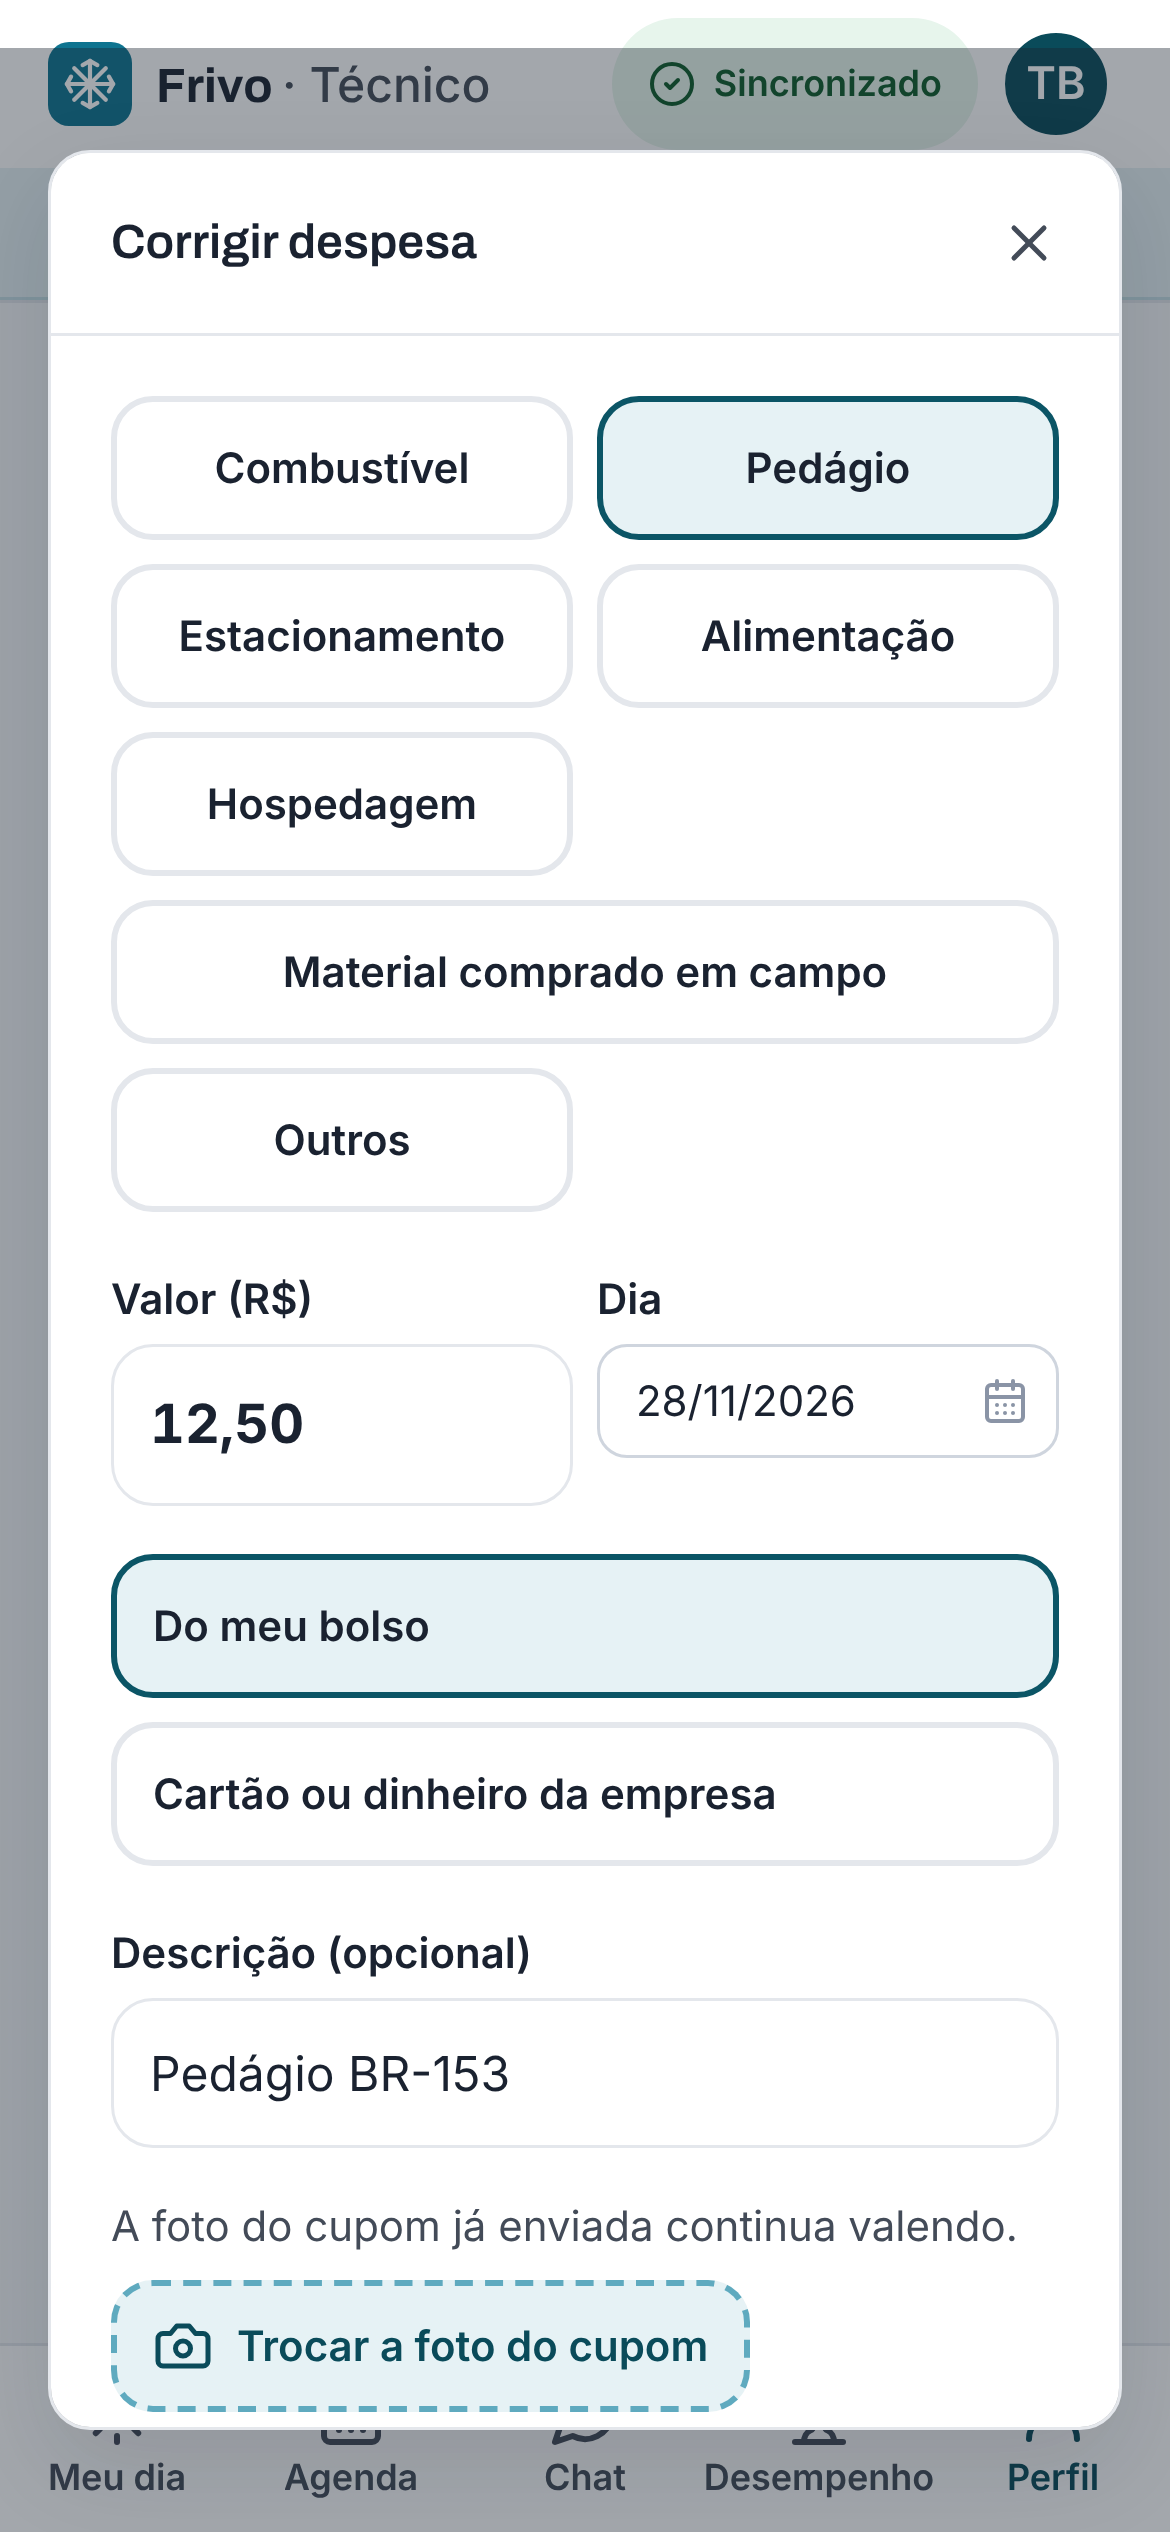 Frivo · Técnico
Sincronizado
TB
Corrigir despesa
Combustível
Pedágio
Estacionamento
Alimentação
Hospedagem
Material comprado em campo
Outros
Valor (R$)
Dia
12,50
28/11/2026
Do meu bolso
Cartão ou dinheiro da empresa
Descrição (opcional)
Pedágio BR-153
A foto do cupom já enviada continua valendo.
Trocar a foto do cupom
Meu dia
Agenda
Chat
Desempenho
Perfil